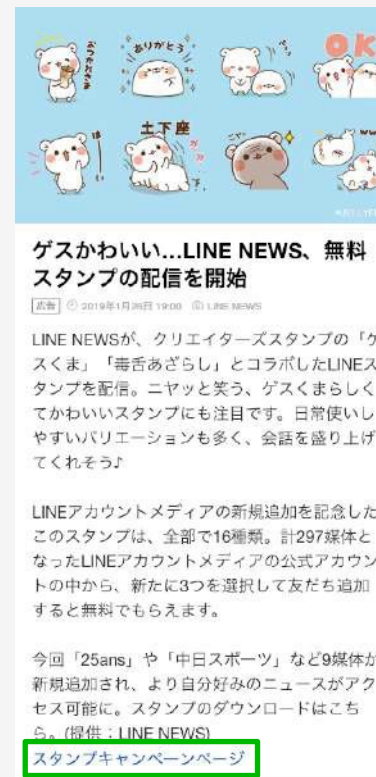 おつかれさま
ありがとう
OK
は
土下座
ww
ゲスかわいい…LINE NEWS、無料
スタンプの配信を開始
広告 2019年1月26日 19:00 LINE NEWS
LINE NEWSが、クリエイターズスタンプの「ゲ
スくま」「毒舌あざらし」とコラボしたLINEス
タンプを配信。ニヤッと笑う、ゲスくまらしく
てかわいいスタンプにも注目です。日常使いし
やすいバリエーションも多く、会話を盛り上げ
てくれそう♪
LINEアカウントメディアの新規追加を記念した
このスタンプは、全部で16種類。計297媒体と
なったLINEアカウントメディアの公式アカウン
トの中から、新たに3つを選択して友だち追加
すると無料でもらえます。
今回「25ans」や「中日スポーツ」など9媒体が
新規追加され、より自分好みのニュースがアク
セス可能に。スタンプのダウンロードはこち
ら。(提供：LINE NEWS)
スタンプキャンペーンページ